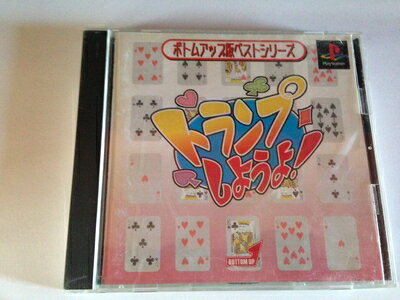 ボトムアップ版ベストシリーズ
PlayStation
トランプ
しようよ!
BOTTOM UP